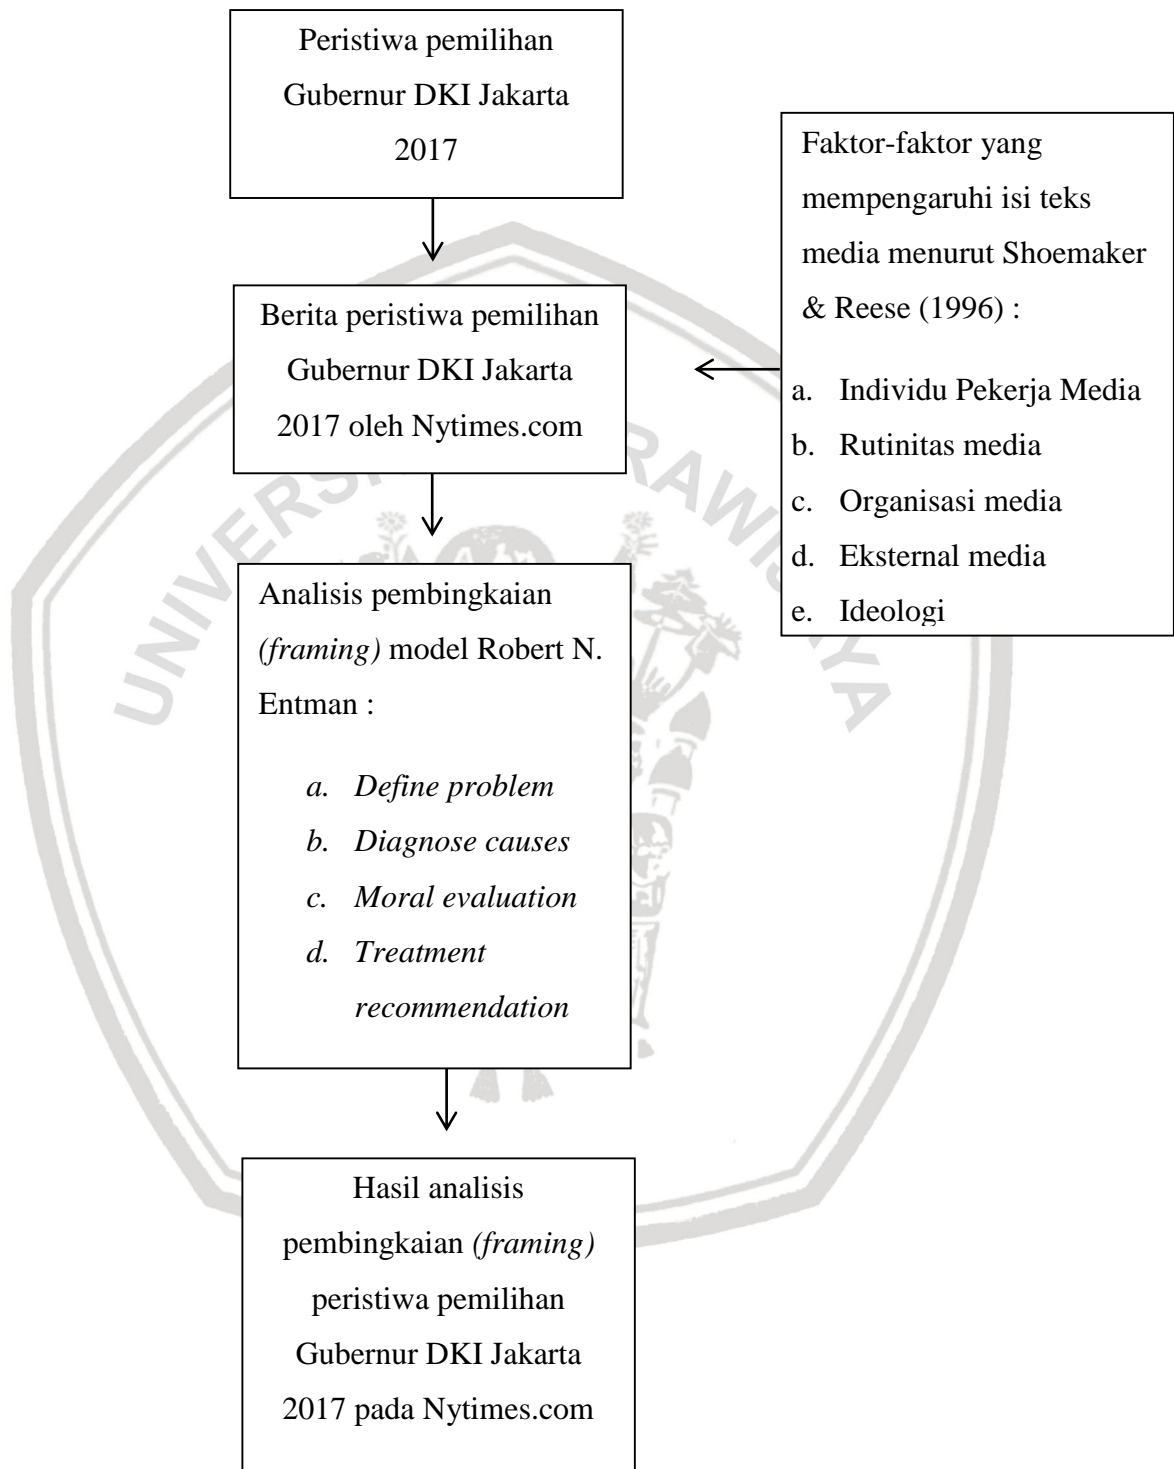 Peristiwa pemilihan
Gubernur DKI Jakarta
2017
Faktor-faktor yang
mempengaruhi isi teks
media menurut Shoemaker
& Reese (1996) :
a. Individu Pekerja Media
b. Rutinitas media
c. Organisasi media
d. Eksternal media
e. Ideologi
Berita peristiwa pemilihan
Gubernur DKI Jakarta
2017 oleh Nytimes.com
Analisis pembingkaian
(framing) model Robert N.
Entman :
a. Define problem
b. Diagnose causes
c. Moral evaluation
d. Treatment
recommendation
Hasil analisis
pembingkaian (framing)
peristiwa pemilihan
Gubernur DKI Jakarta
2017 pada Nytimes.com